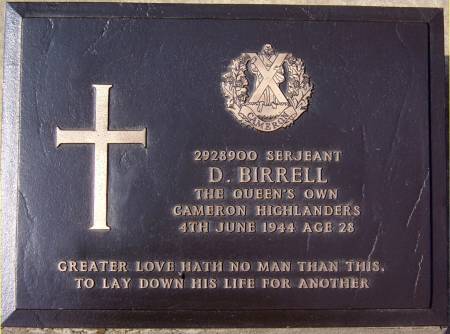 CAMERON
2928900 SERJEANT
D. BIRRELL
THE QUEEN'S OWN
CAMERON HIGHLANDERS
4TH JUNE 1944 AGE 28
GREATER LOVE HATH NO MAN THAN THIS,
TO LAY DOWN HIS LIFE FOR ANOTHER